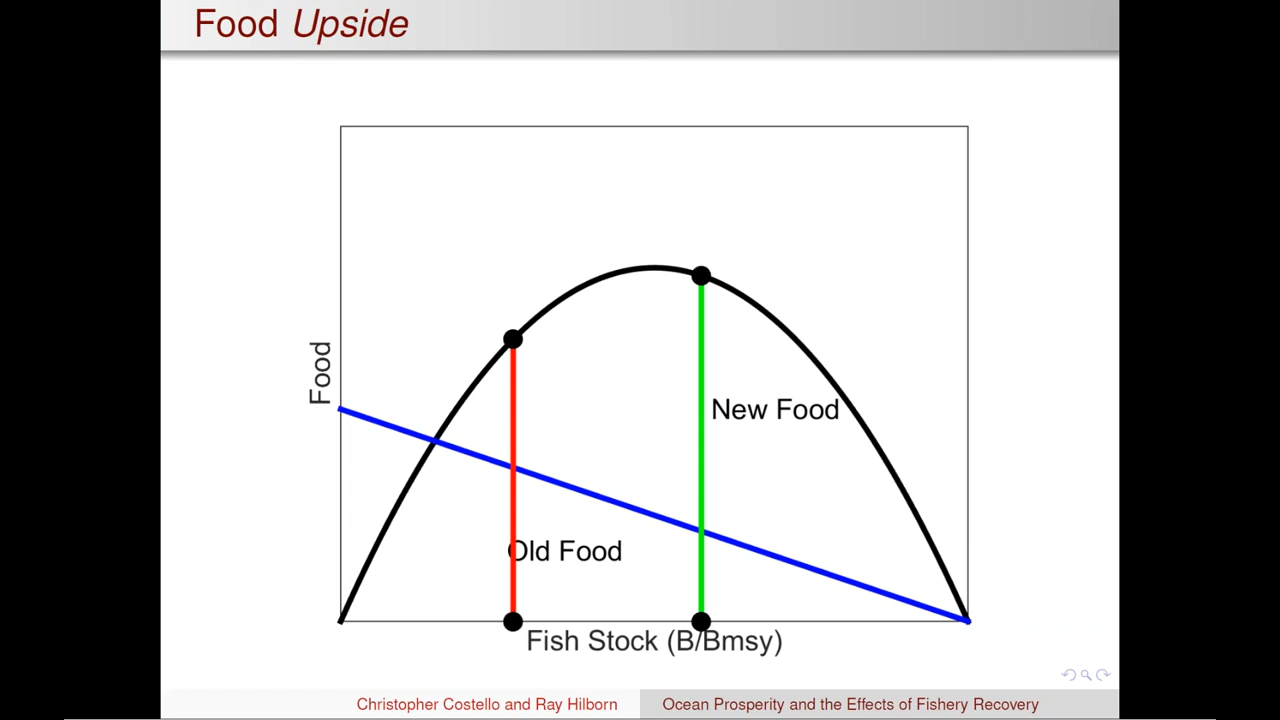 Food Upside
Food
New Food
Old Food
Fish Stock (B/Bmsy)
Christopher Costello and Ray Hilborn
Ocean Prosperity and the Effects of Fishery Recovery